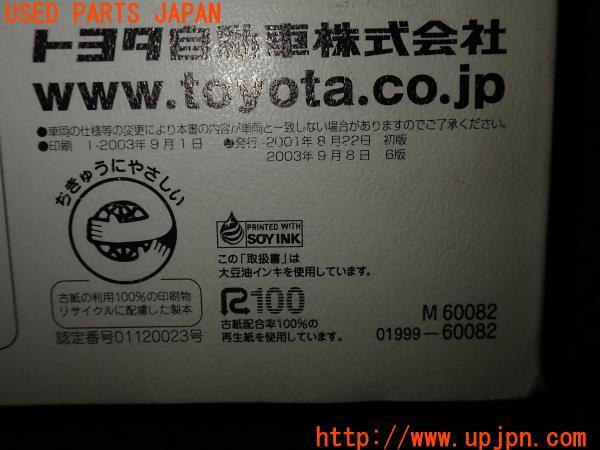 USED PARTS JAPAN
トヨタ自動車株式会社
www.toyota.co.jp
●車両の仕様等の変更により本書の内容が車両と一致しない場合がありますのでご了承ください。
●印刷 I-2003年9月1日 ●発行-2001年8月22日 初版
2003年9月8日 6版
ちきゅうにやさしい
PRINTED WITH
SOY INK
この「取扱書」は
大豆油インキを使用しています。
古紙の利用100%の印刷物
リサイクルに配慮した製本
認定番号01120023号
R100
古紙配合率100%の
再生紙を使用しています。
M 60082
01999-60082
http://www.upjpn.com/